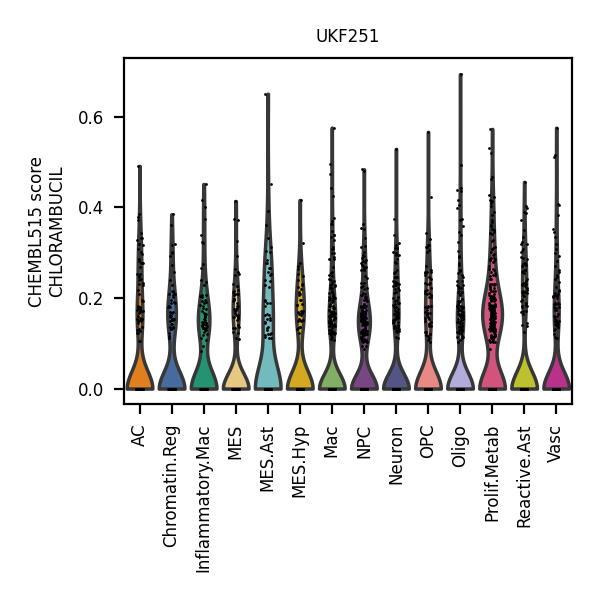 UKF251
CHEMBL515 score
CHLORAMBUCIL
0.6
0.4
0.2
0.0
AC
Chromatin.Reg
Inflammatory.Mac
MES
MES.Ast
MES.Hyp
Mac
NPC
Neuron
OPC
Oligo
Prolif.Metab
Reactive.Ast
Vasc